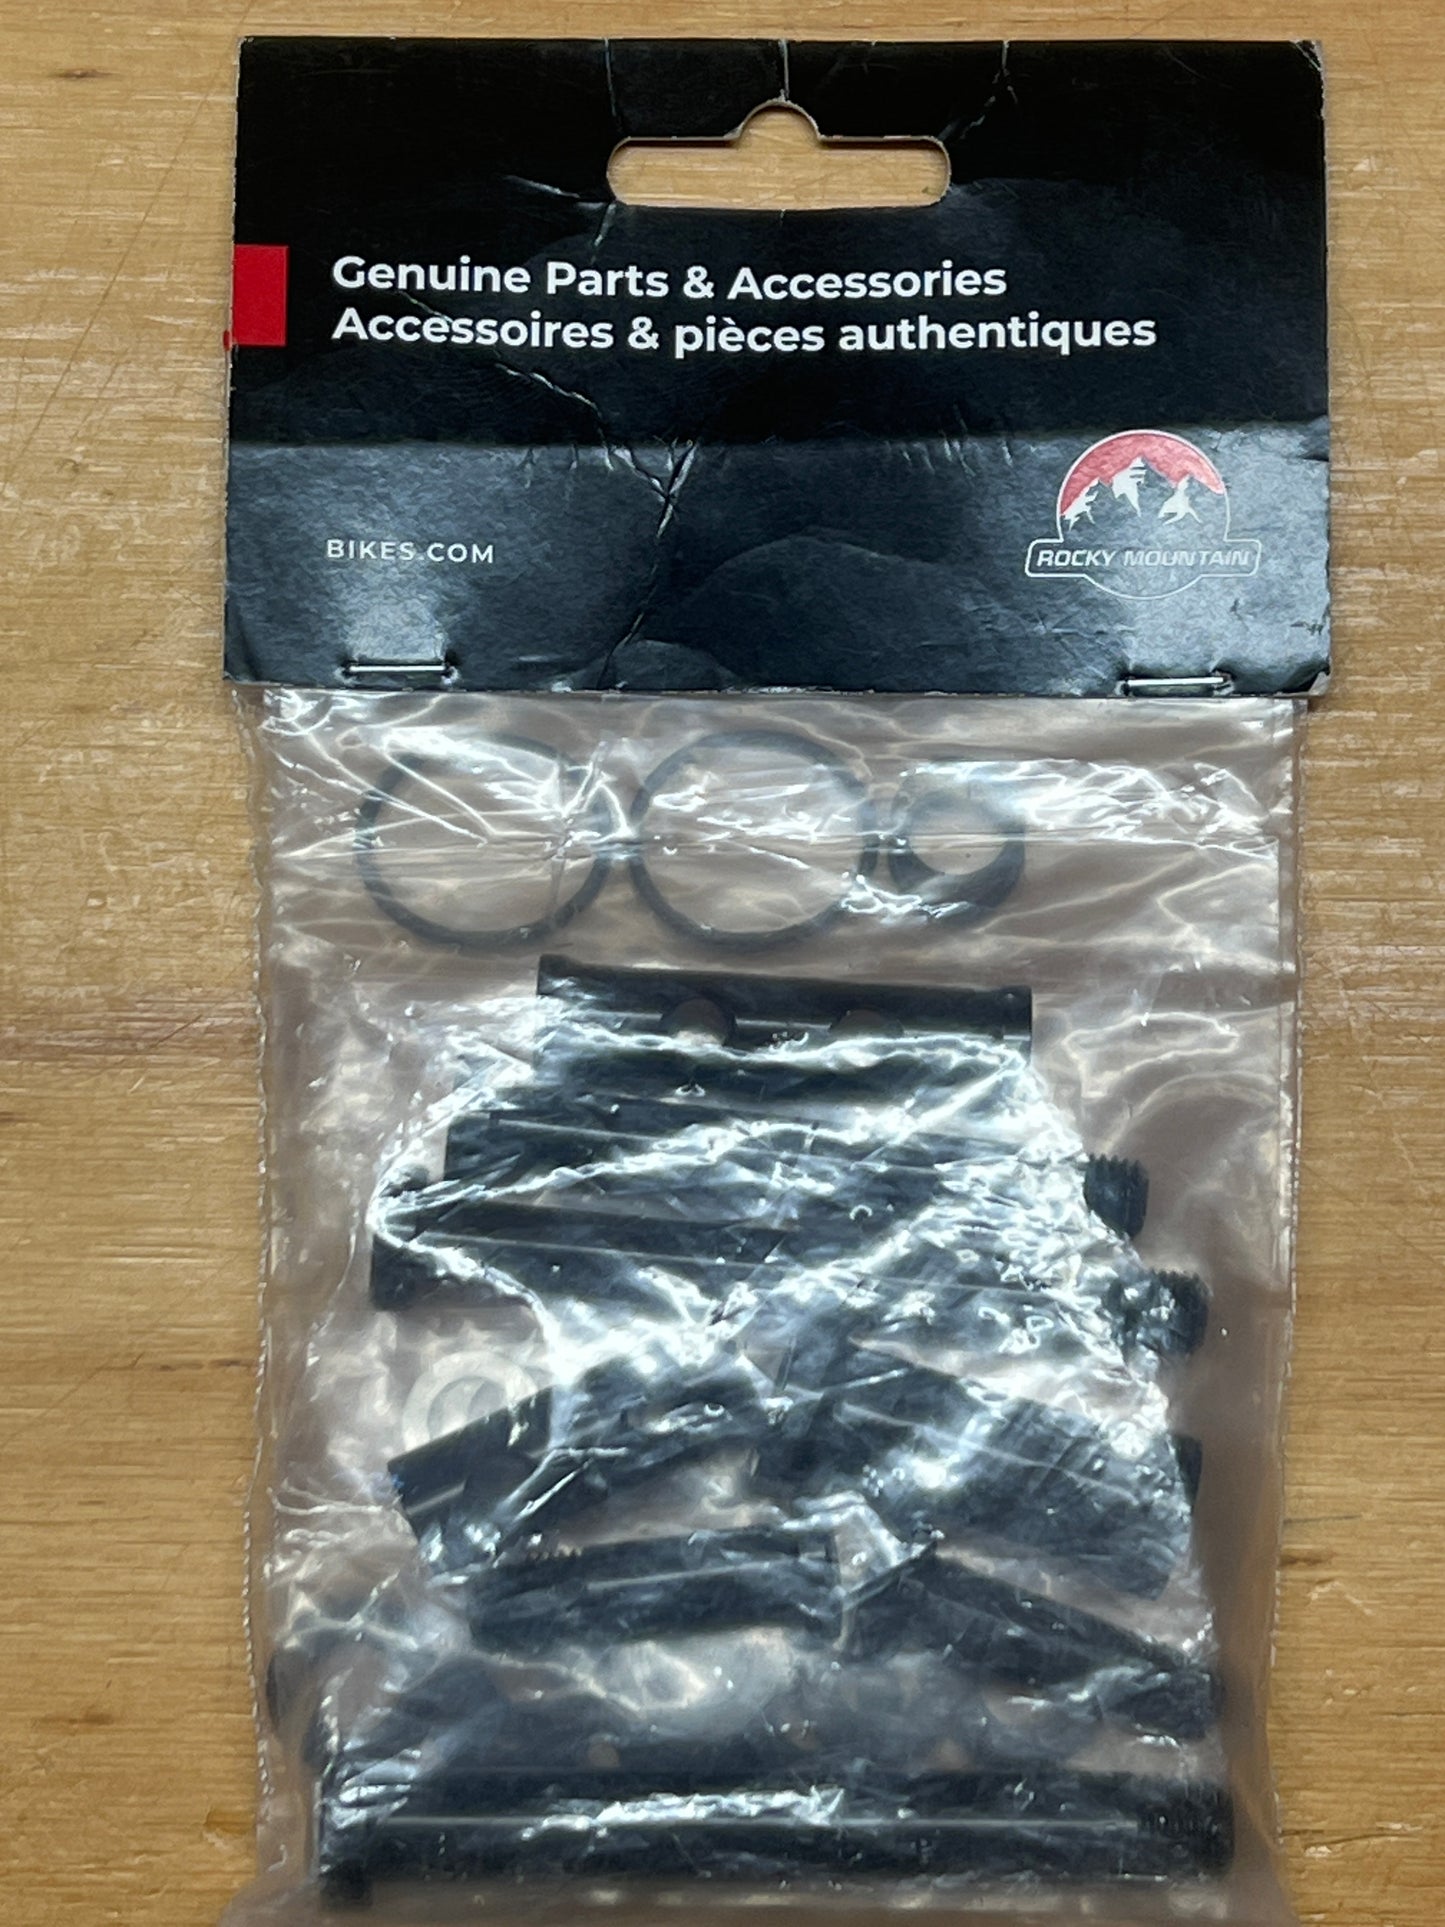 Genuine Parts & Accessories
Accessoires & pièces authentiques
BIKES.COM
ROCKY MOUNTAIN